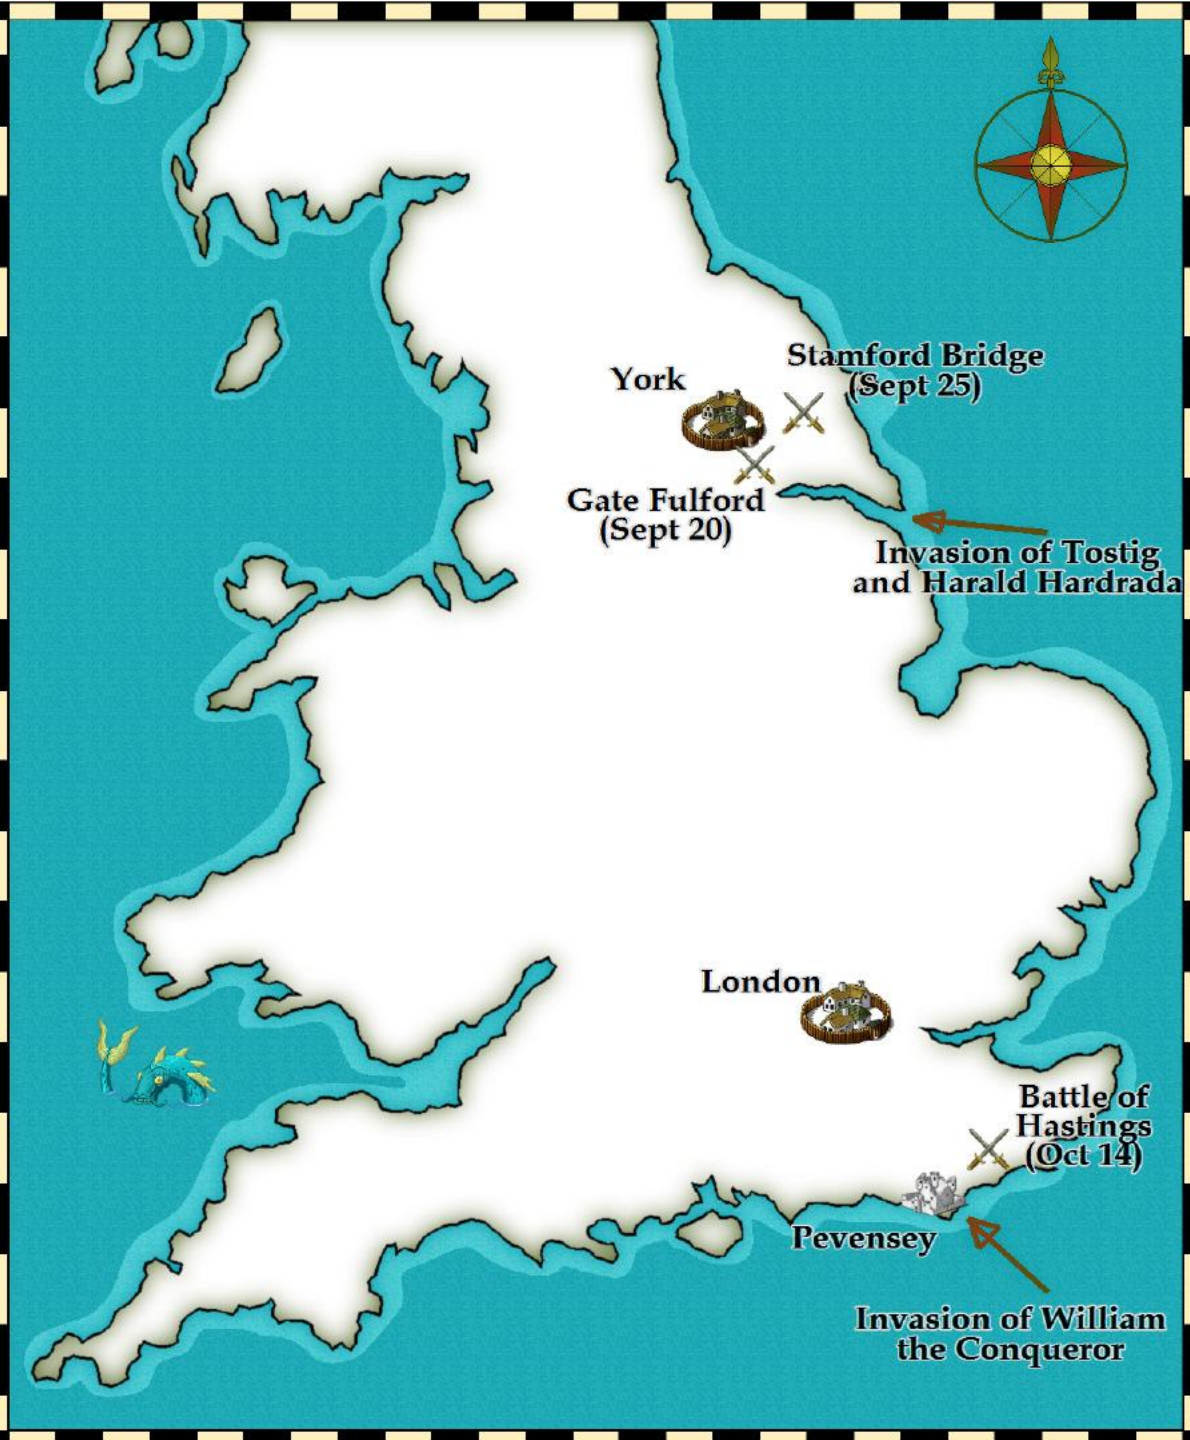 Stamford Bridge
(Sept 25)
York
Gate Fulford
(Sept 20)
Invasion of Tostig
and Harald Hardrada
London
Battle of
Hastings
(Oct 14)
Pevensey
Invasion of William
the Conqueror